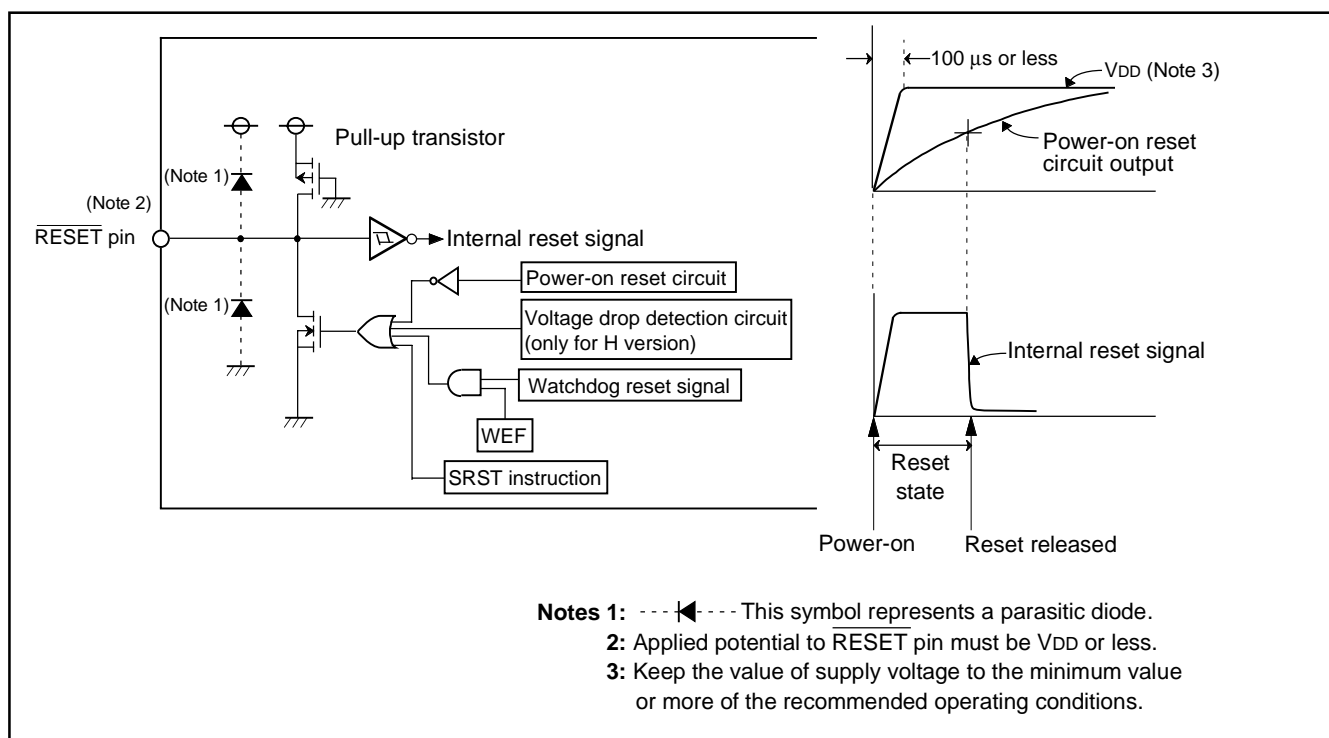 100 μs or less
VDD (Note 3)
Pull-up transistor
Power-on reset
circuit output
(Note 1)
(Note 2)
RESET pin
Internal reset signal
Power-on reset circuit
(Note 1)
Voltage drop detection circuit
(only for H version)
Internal reset signal
Watchdog reset signal
WEF
SRST instruction
Reset
state
Power-on
Reset released
Notes 1: This symbol represents a parasitic diode.
2: Applied potential to RESET pin must be VDD or less.
3: Keep the value of supply voltage to the minimum value
or more of the recommended operating conditions.